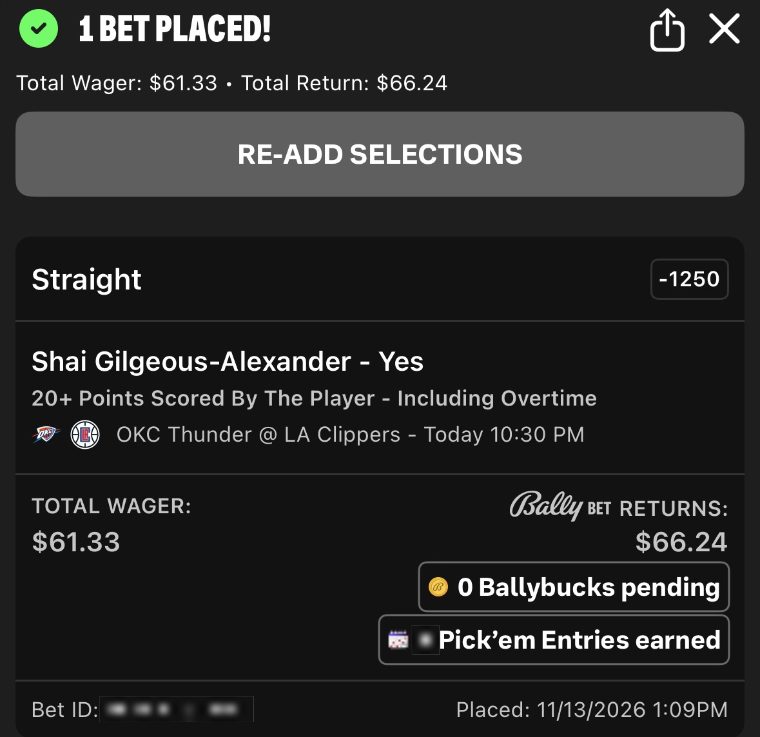 1 BET PLACED!
Total Wager: $61.33 • Total Return: $66.24
RE-ADD SELECTIONS
Straight
-1250
Shai Gilgeous-Alexander - Yes
20+ Points Scored By The Player - Including Overtime
OKC Thunder @ LA Clippers - Today 10:30 PM
TOTAL WAGER:
$61.33
Bally BET RETURNS:
$66.24
0 Ballybucks pending
Pick’em Entries earned
Bet ID:
Placed: 11/13/2026 1:09PM